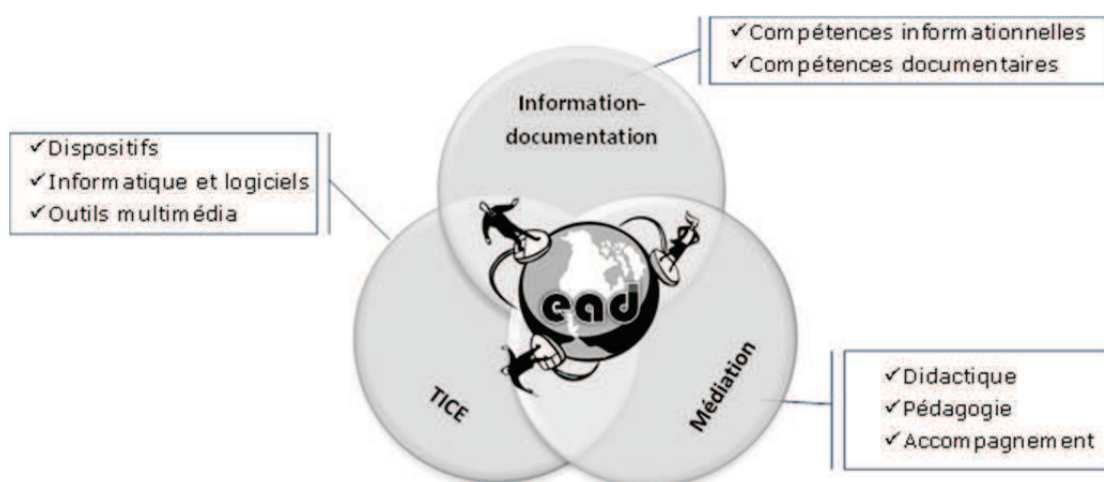 ✓Compétences informationnelles
✓Compétences documentaires
Information-
documentation
✓Dispositifs
✓Informatique et logiciels
✓Outils multimédia
ead
TICE
Médiation
✓Didactique
✓Pédagogie
✓Accompagnement